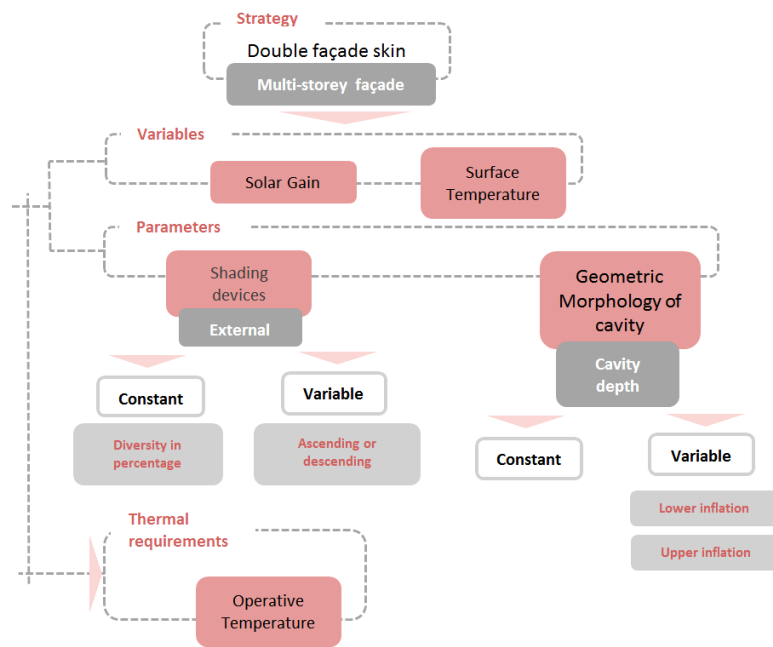 Strategy
Double façade skin
Multi-storey façade
Variables
Solar Gain
Surface
Temperature
Parameters
Shading
devices
External
Geometric
Morphology of
cavity
Cavity
depth
Constant
Diversity in
percentage
Variable
Ascending or
descending
Constant
Variable
Lower inflation
Upper inflation
Thermal
requirements
Operative
Temperature